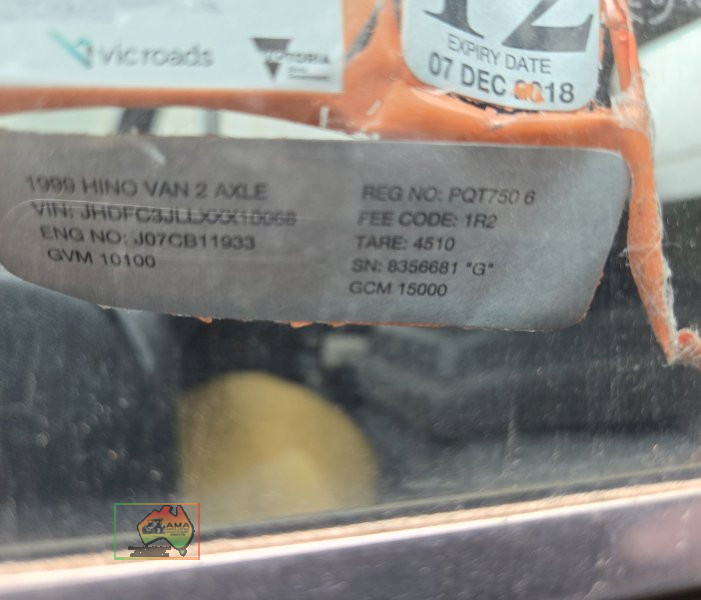 vicroads
VICTORIA
12
EXPIRY DATE
07 DEC 2018
1999 HINO VAN 2 AXLE
VIN: JHDFC3JLLXXX10068
ENG NO: J07CB11933
GVM 10100
REG NO: PQT750 6
FEE CODE: 1R2
TARE: 4510
SN: 8356681 "G"
GCM 15000
AMA